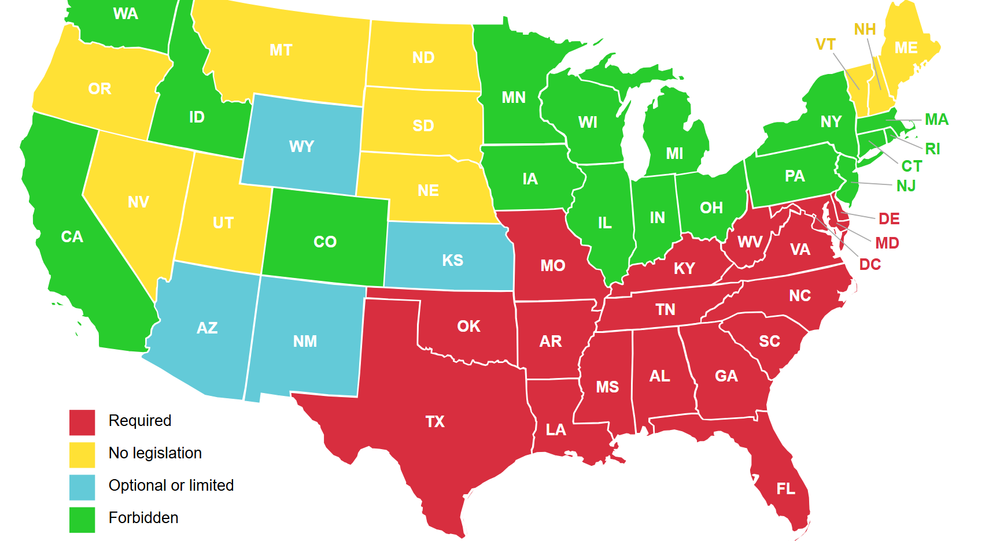 WA
NH
VT
ME
MT
ND
OR
MN
ID
SD
WI
NY
MA
WY
MI
RI
CT
IA
PA
NJ
NV
NE
UT
OH
IN
IL
DE
CA
CO
WV
MD
VA
KS
MO
KY
DC
NC
TN
AZ
OK
NM
AR
SC
AL
GA
MS
TX
LA
FL
Required
No legislation
Optional or limited
Forbidden